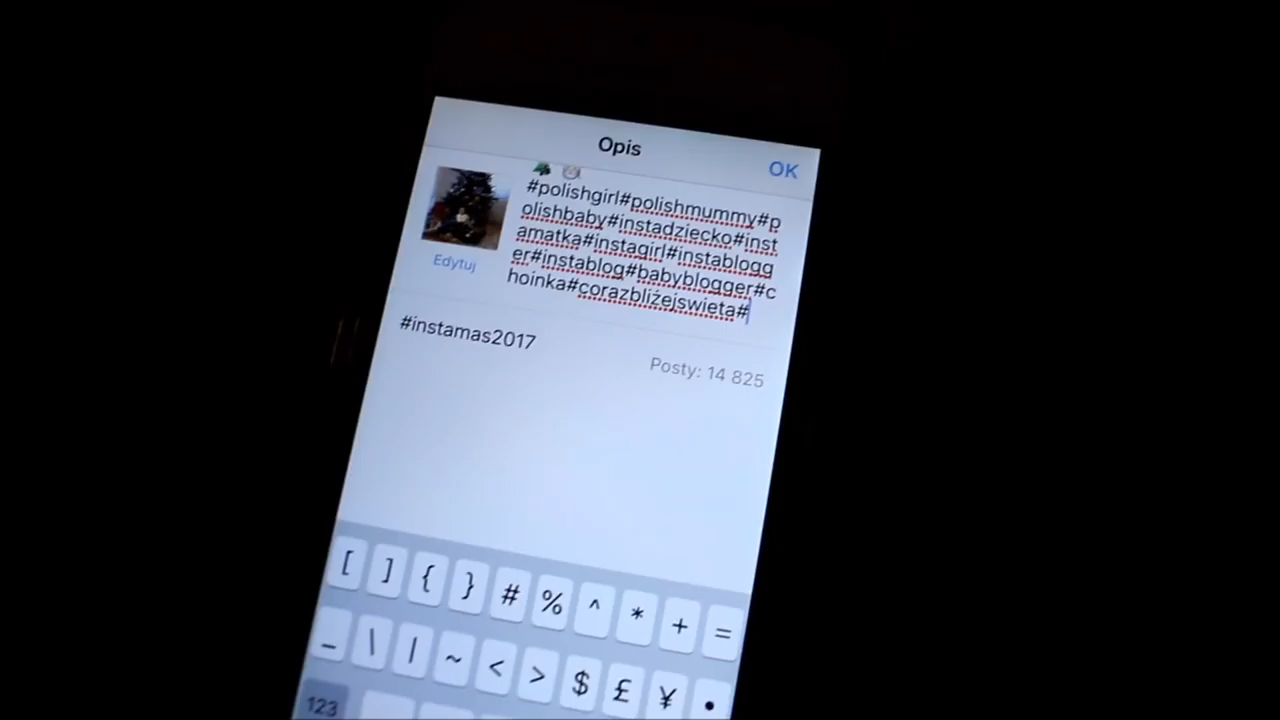 Opis
OK
#polishgirl#polishmummy#p
olishbaby#instadziecko#inst
amatka#instagirl#instablogg
er#instablog#babyblogger#c
hoinka#corazbliźejswieta#
Edytuj
#instamas2017
Posty: 14 825
[ ] { } # % ^ * + =
_ \ | ~ < > $ £ ¥ •
123